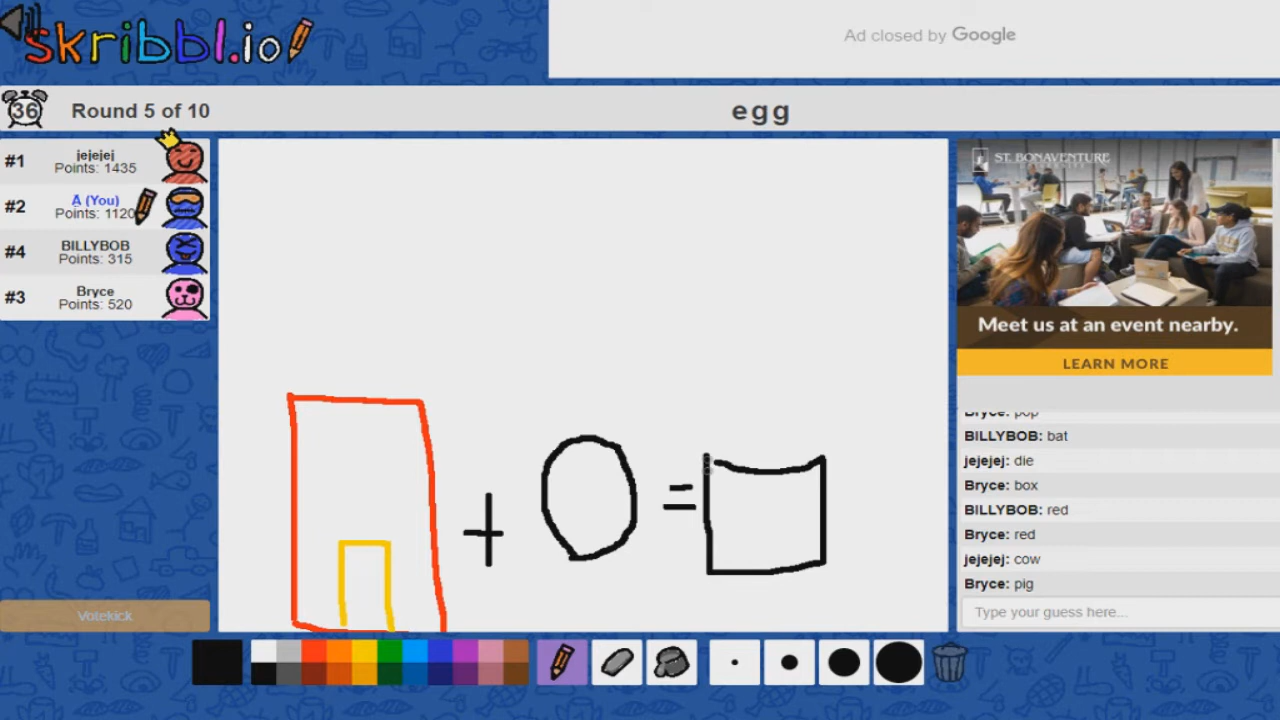 skribbl.io
Ad closed by Google
36
Round 5 of 10
egg
#1
jejejej
Points: 1435
#2
A (You)
Points: 1120
#4
BILLYBOB
Points: 315
#3
Bryce
Points: 520
Votekick
+
=
ST. BONAVENTURE
Meet us at an event nearby.
LEARN MORE
Bryce: pop
BILLYBOB: bat
jejejej: die
Bryce: box
BILLYBOB: red
Bryce: red
jejejej: cow
Bryce: pig
Type your guess here...